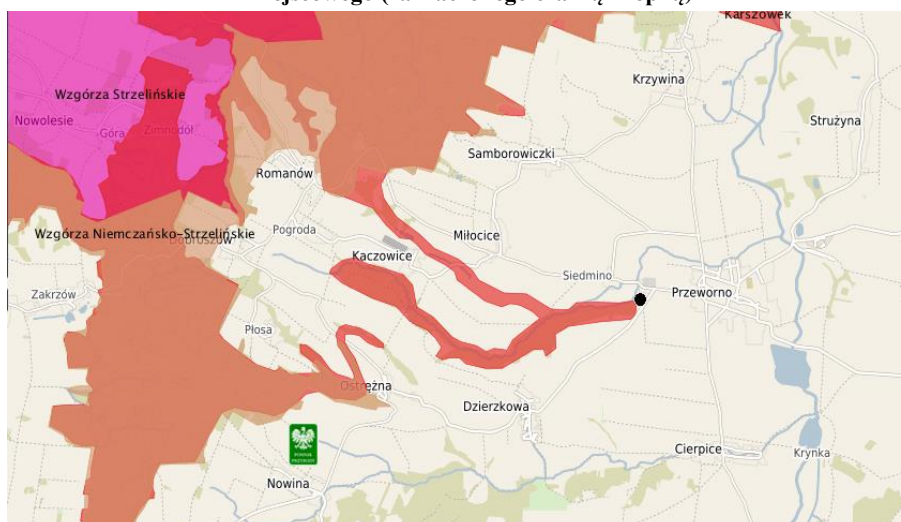 Karszówek
Krzywina
Wzgórza Strzelińskie
Nowolesie
Góra
Zimnodół
Strużyna
Samborowiczki
Romanów
Pogroda
Miłocice
Wzgórza Niemczańsko-Strzelińskie
Dobroszów
Kaczowice
Siedmino
Zakrzów
Przeworno
Płosa
Ostrężna
Dzierzkowa
Cierpice
Krynka
Nowina